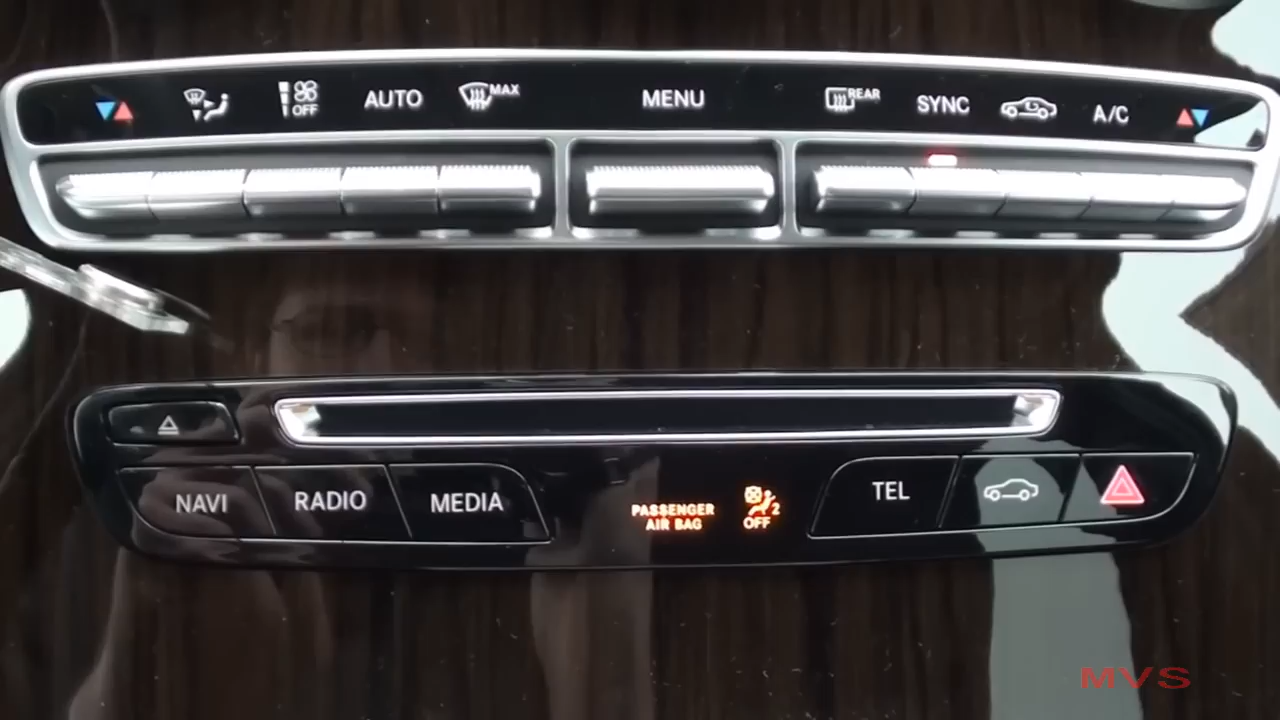 OFF
AUTO
MAX
MENU
REAR
SYNC
A/C
NAVI
RADIO
MEDIA
PASSENGER
AIR BAG
2
OFF
TEL
MVS